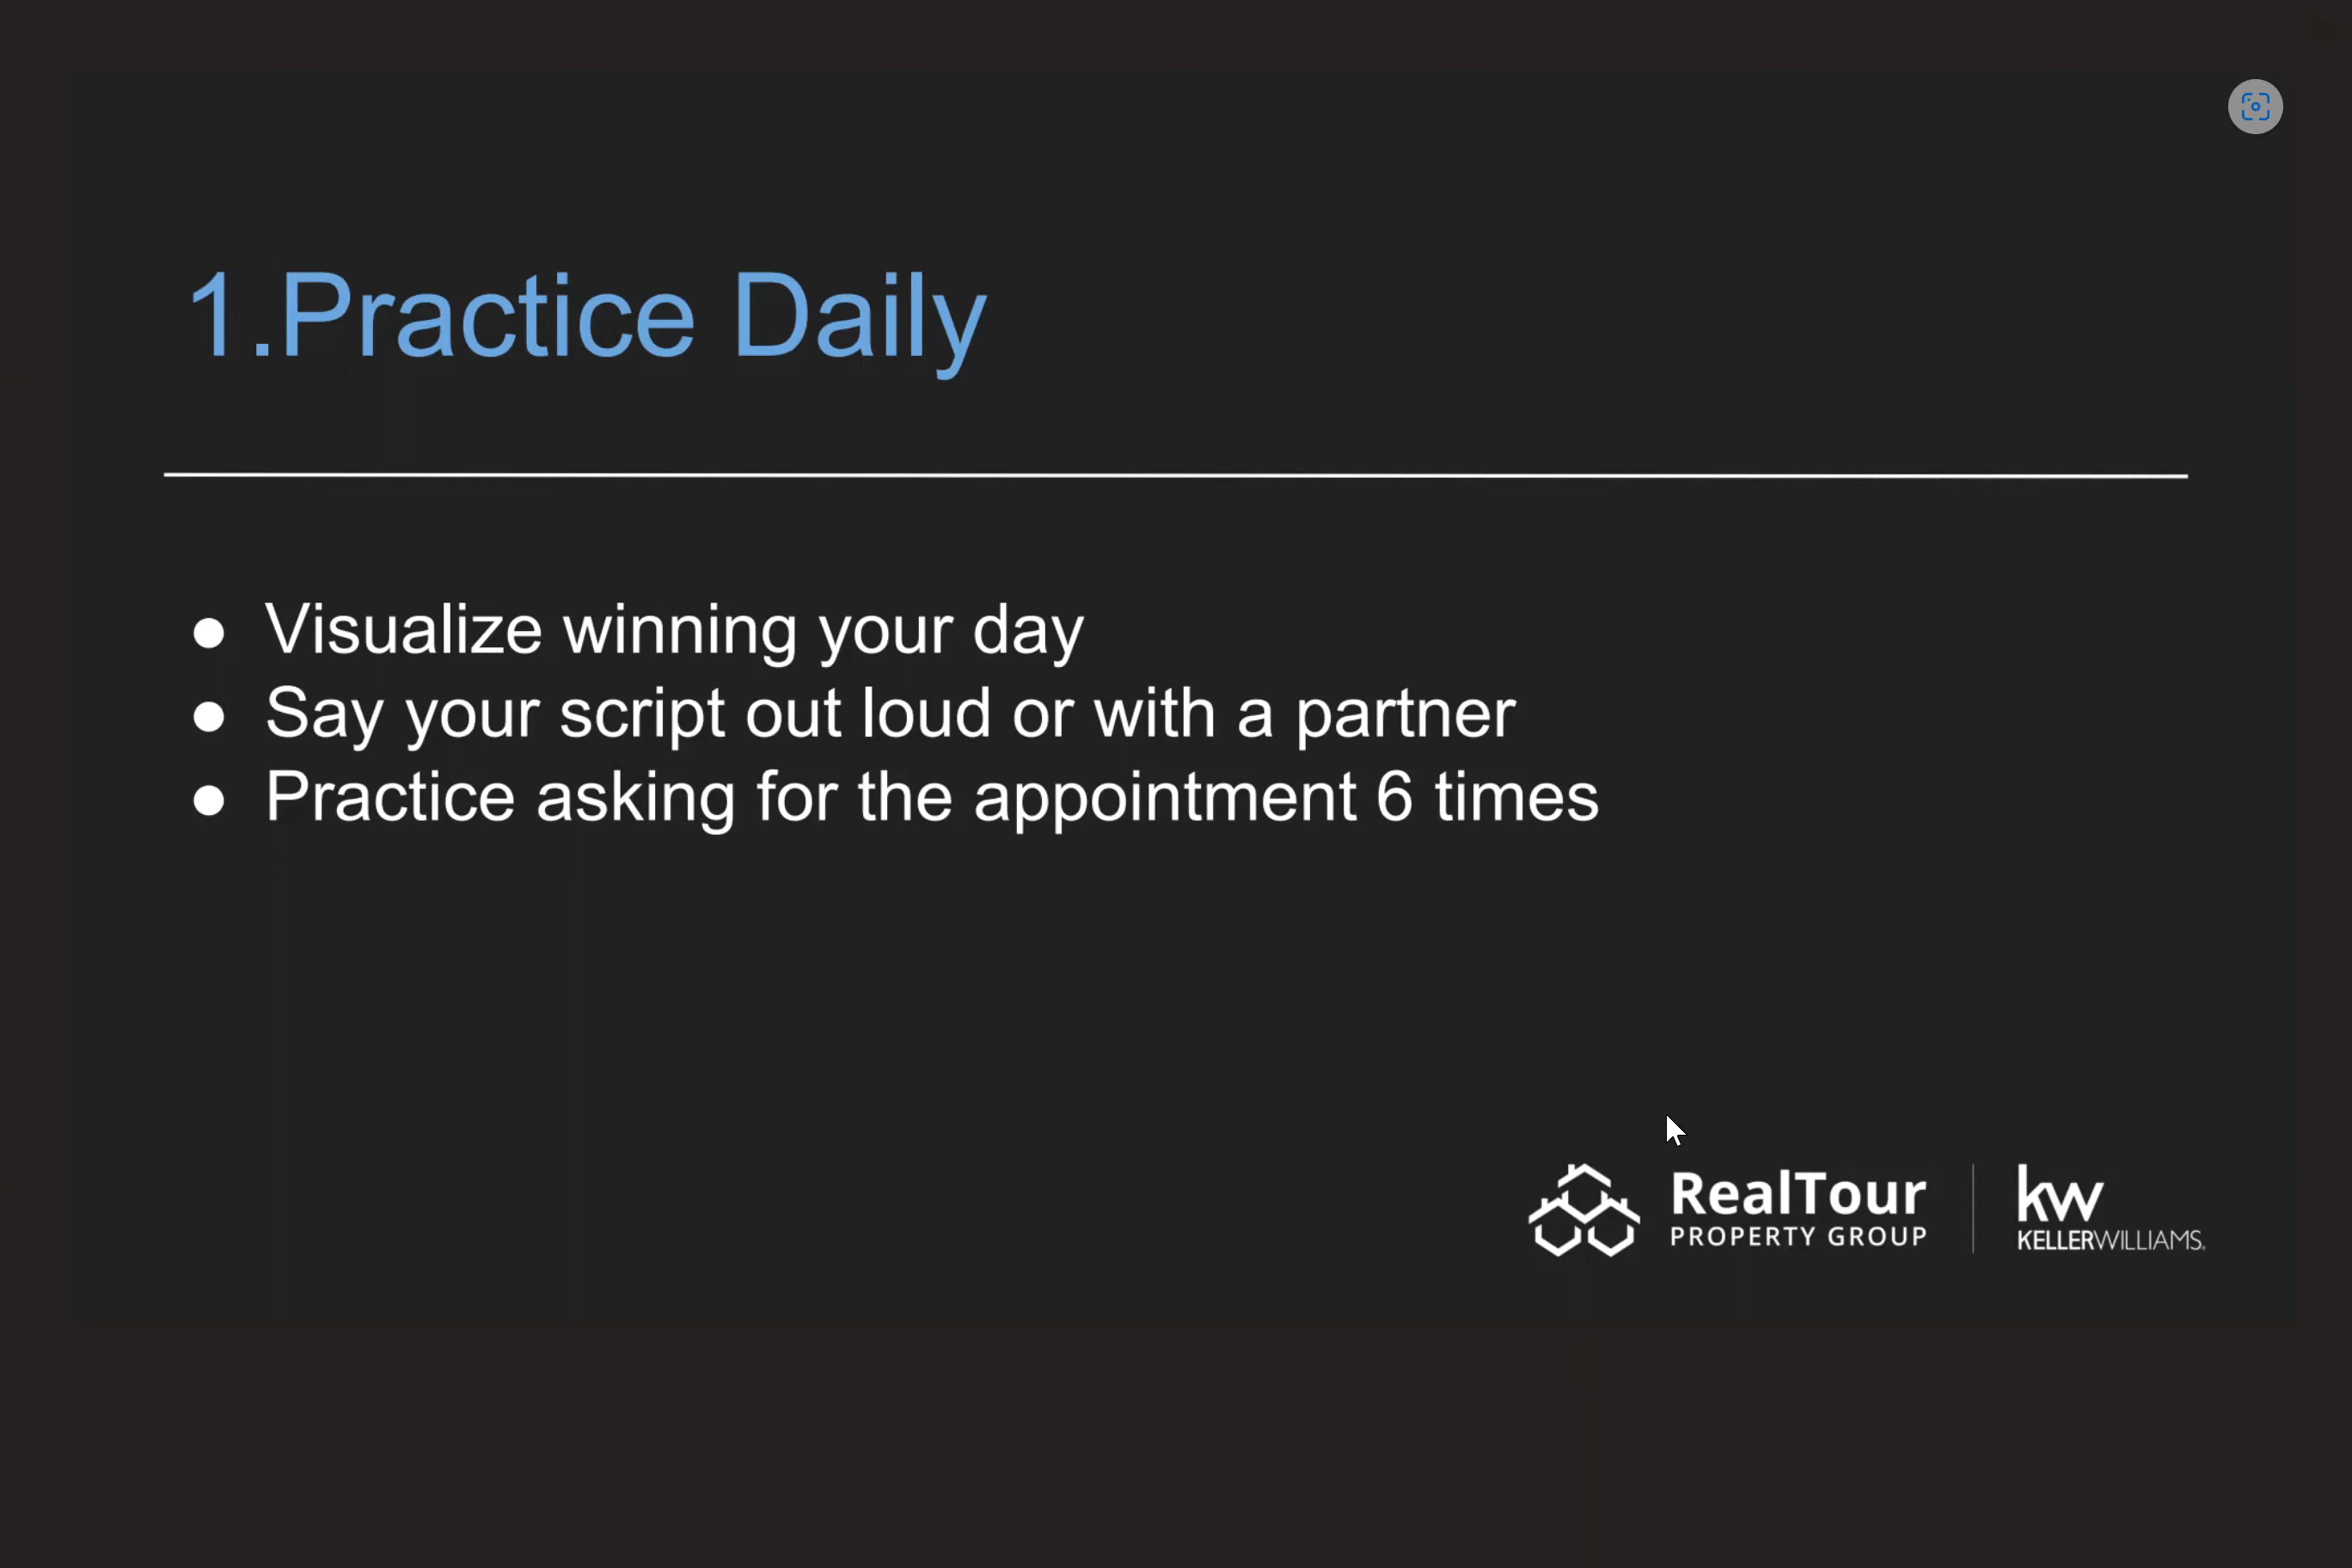 1.Practice Daily
● Visualize winning your day
● Say your script out loud or with a partner
● Practice asking for the appointment 6 times
RealTour
PROPERTY GROUP
kw
KELLERWILLIAMS.